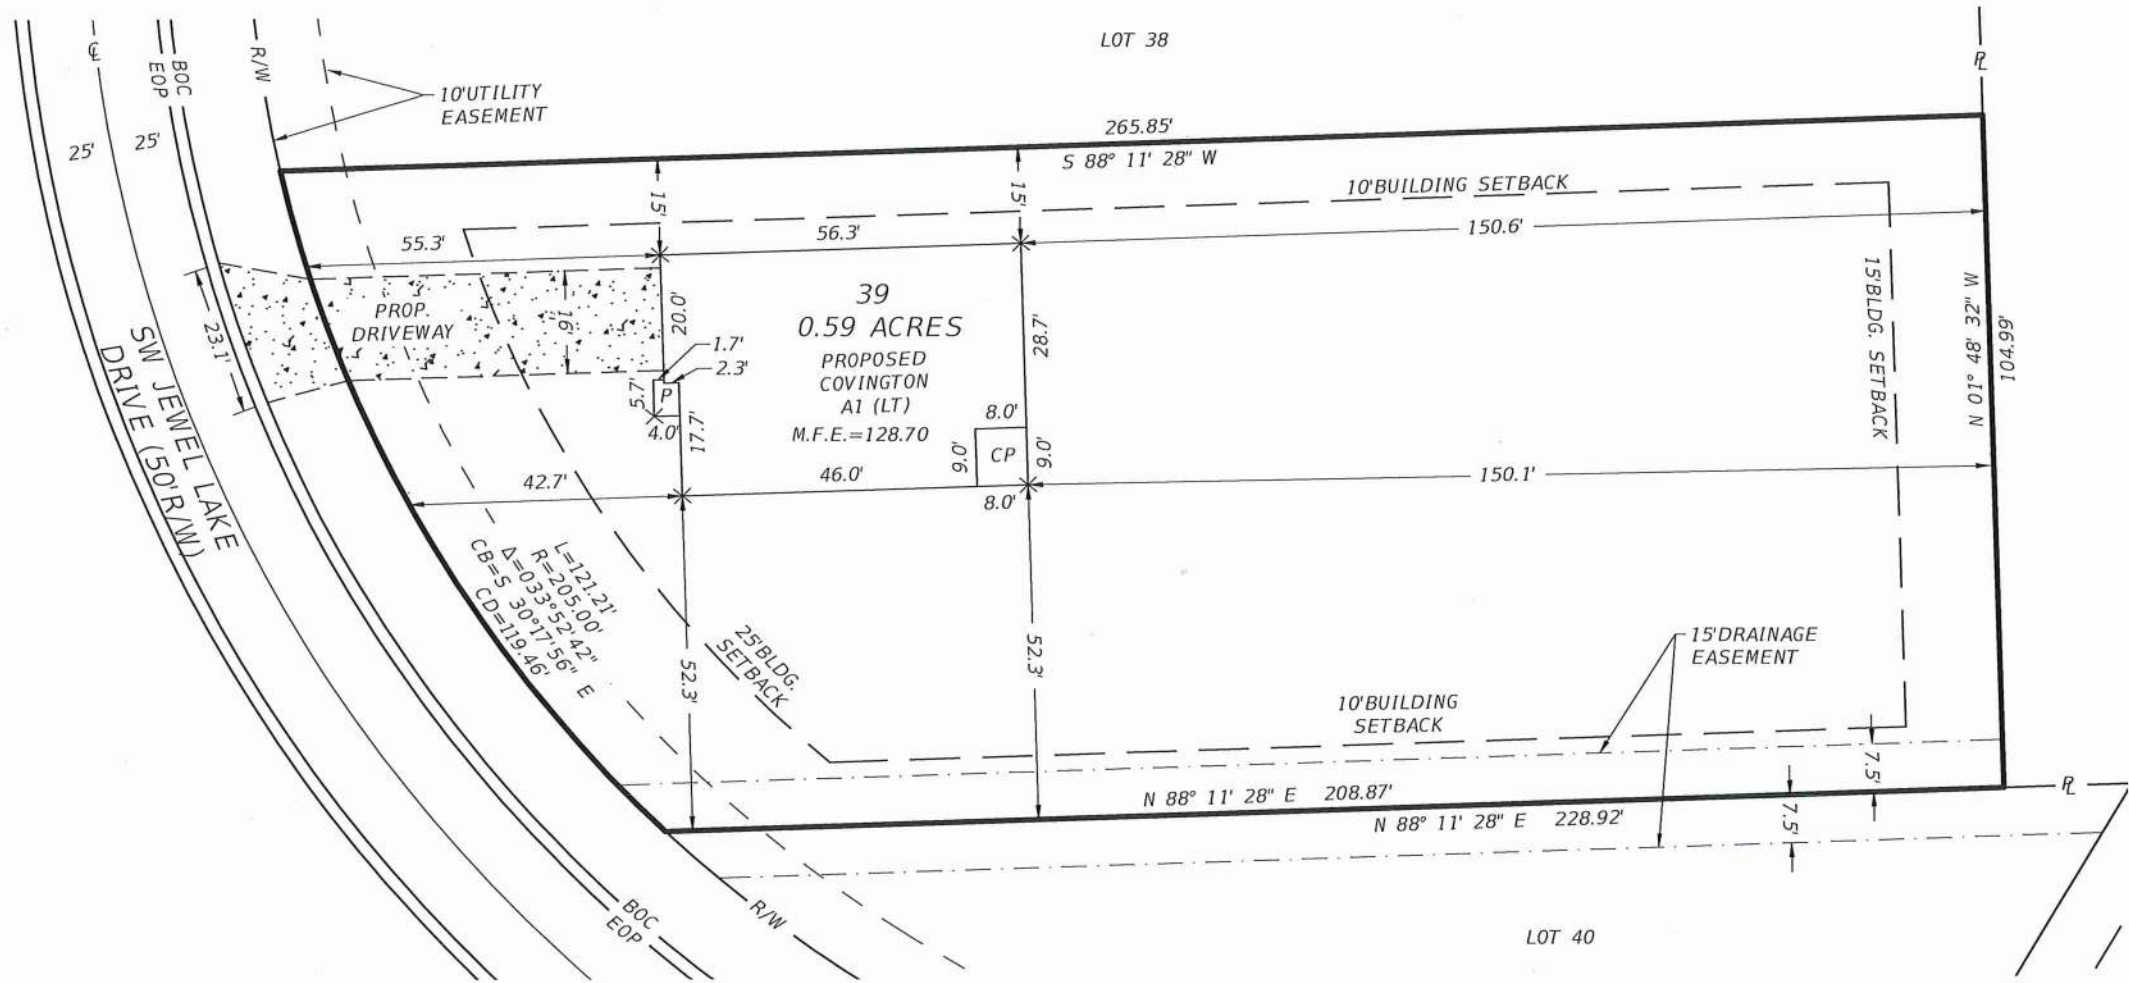 LOT 38
℄
BOC
EOP
R/W
℞
10'UTILITY
EASEMENT
25'
25'
265.85'
S 88° 11' 28" W
15'
15'
10'BUILDING SETBACK
55.3'
56.3'
150.6'
15'BLDG. SETBACK
N 01° 48' 32" W
104.99'
PROP.
DRIVEWAY
16'
23.1'
20.0'
39
0.59 ACRES
PROPOSED
COVINGTON
A1 (LT)
M.F.E.=128.70
28.7'
1.7'
2.3'
5.7'
P
4.0'
17.7'
8.0'
9.0'
CP
9.0'
8.0'
SW JEWEL LAKE
DRIVE (50'R/W)
42.7'
46.0'
150.1'
L=121.21'
R=205.00'
Δ=033°52'42"
CB=S 30°17'56" E
CD=119.46'
25'BLDG.
SETBACK
52.3'
52.3'
15'DRAINAGE
EASEMENT
10'BUILDING
SETBACK
7.5'
N 88° 11' 28" E 208.87'
N 88° 11' 28" E 228.92'
7.5'
℞
BOC
EOP
R/W
LOT 40